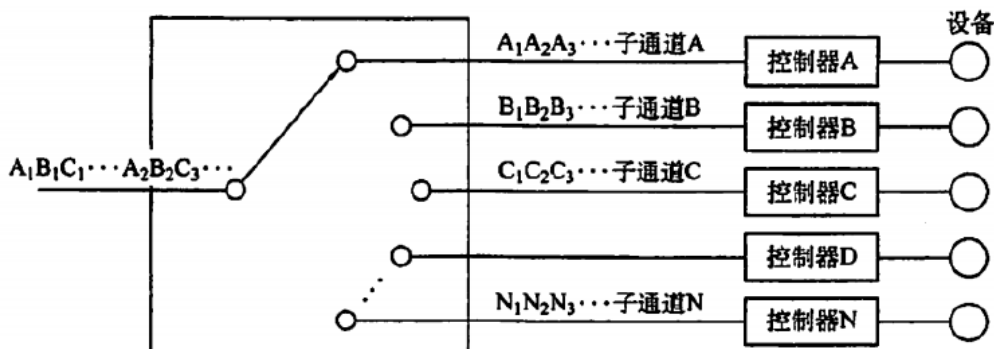 设备
A₁A₂A₃···子通道A
控制器A
B₁B₂B₃···子通道B
控制器B
A₁B₁C₁···A₂B₂C₃···
C₁C₂C₃···子通道C
控制器C
控制器D
N₁N₂N₃···子通道N
控制器N